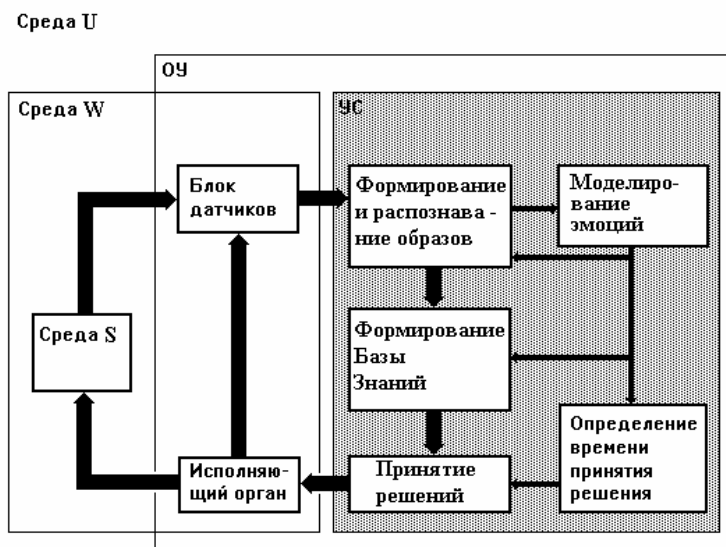 Среда U
ОУ
Среда W
УС
Блок
датчиков
Формирование
и распознава -
ние образов
Моделиро-
вание
эмоций
Среда S
Формирование
Базы
Знаний
Определение
времени
принятия
решения
Исполняю-
щий орган
Принятие
решений